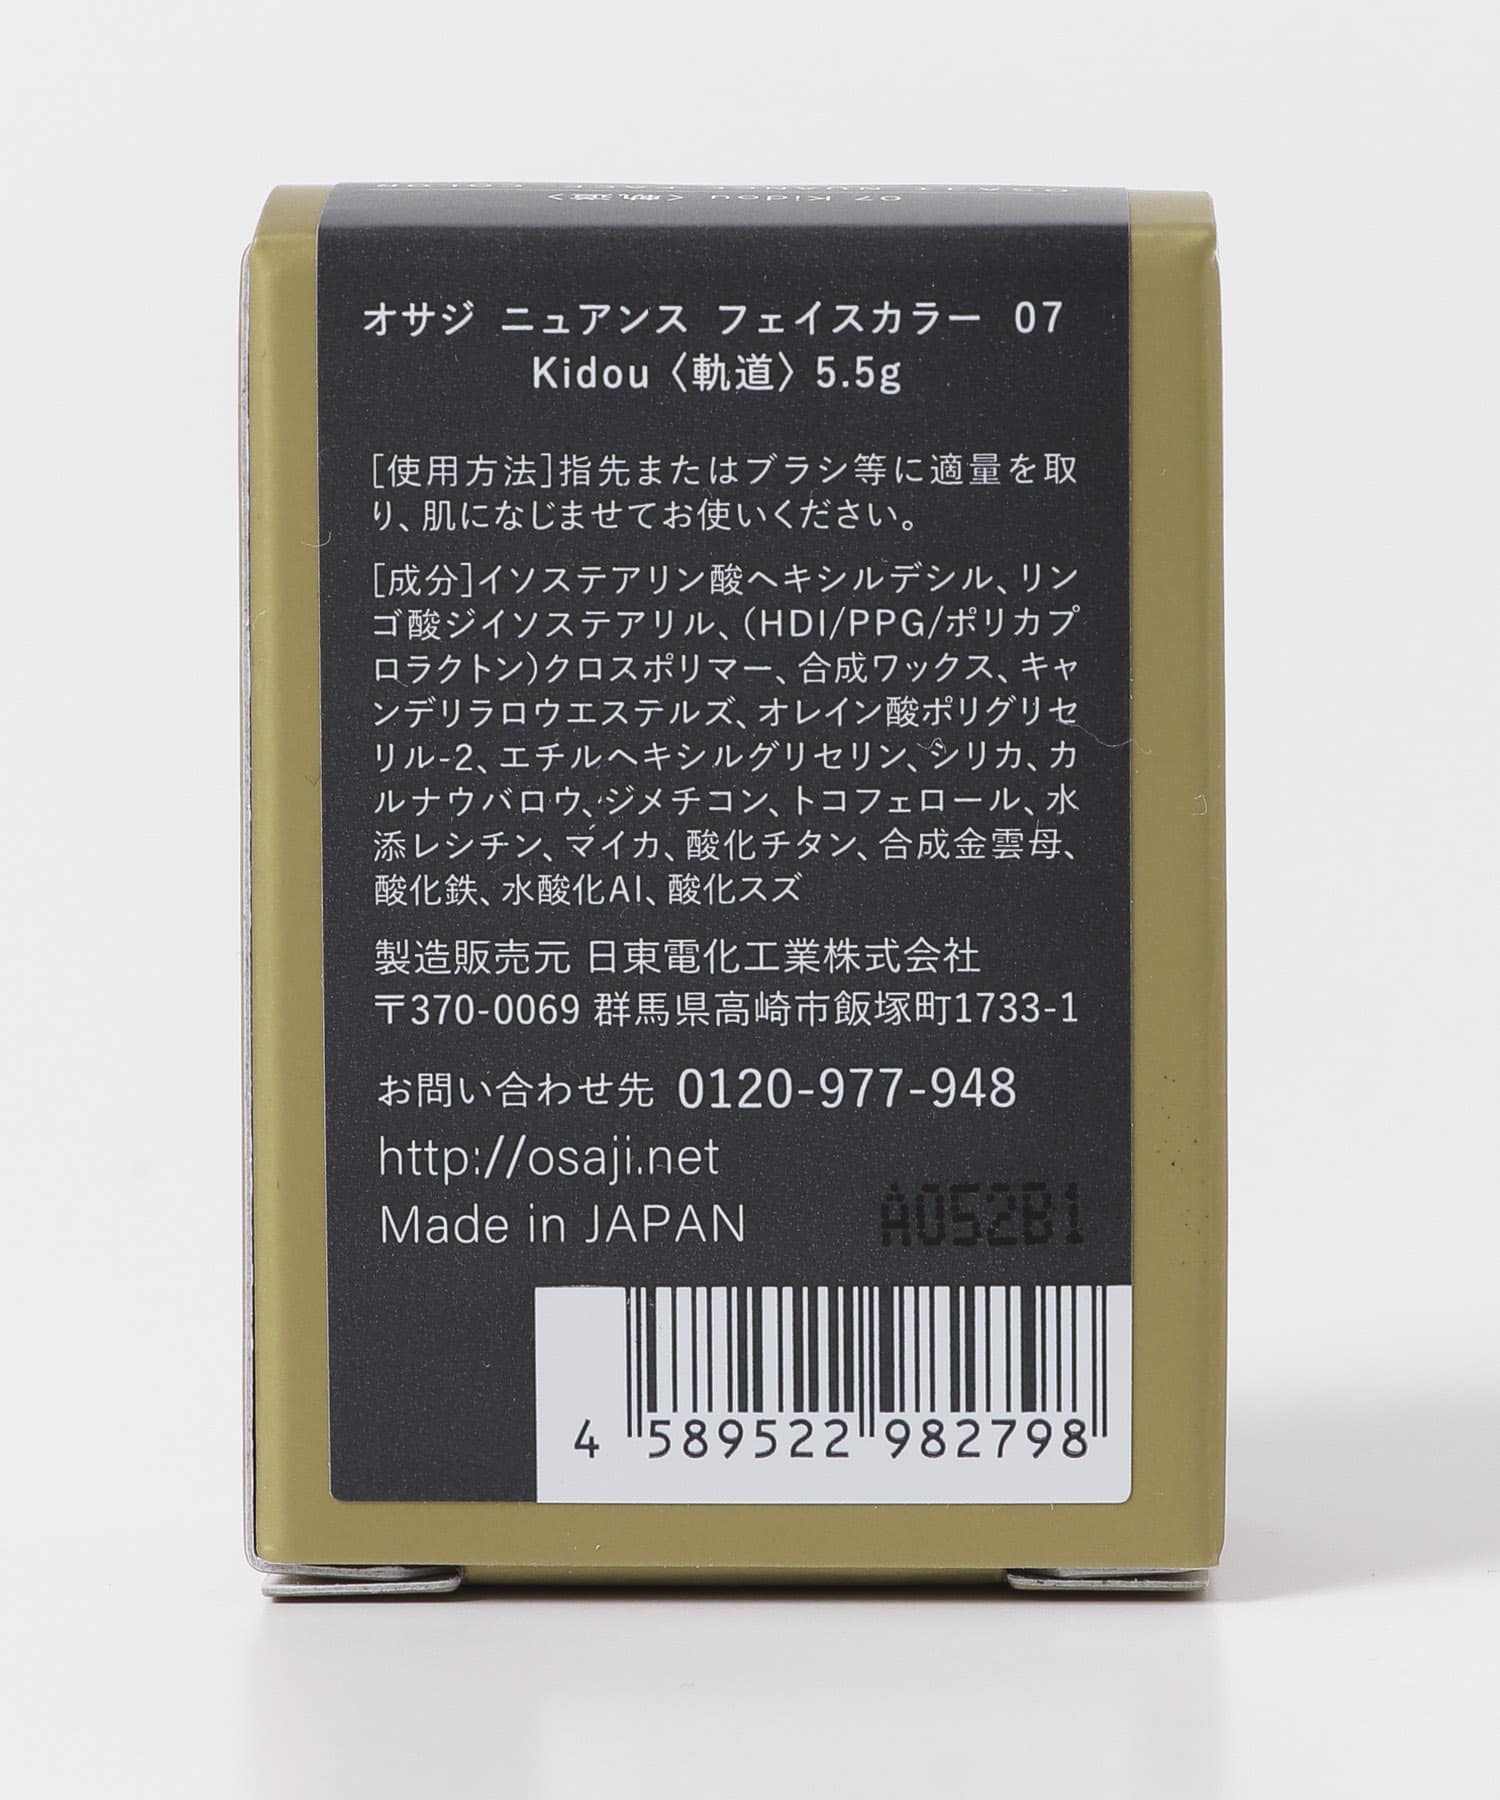 OSAJI NUANCE FACE COLOR
07 Kidou〈軌道〉
オサジ ニュアンス フェイスカラー 07
Kidou〈軌道〉5.5g
[使用方法]指先またはブラシ等に適量を取
り、肌になじませてお使いください。
[成分]イソステアリン酸ヘキシルデシル、リン
ゴ酸ジイソステアリル、(HDI/PPG/ポリカプ
ロラクトン)クロスポリマー、合成ワックス、キャ
ンデリラロウエステルズ、オレイン酸ポリグリセ
リル-2、エチルヘキシルグリセリン、シリカ、カ
ルナウバロウ、ジメチコン、トコフェロール、水
添レシチン、マイカ、酸化チタン、合成金雲母、
酸化鉄、水酸化Al、酸化スズ
製造販売元 日東電化工業株式会社
〒370-0069 群馬県高崎市飯塚町1733-1
お問い合わせ先 0120-977-948
http://osaji.net
Made in JAPAN
A052B1
4 589522 982798